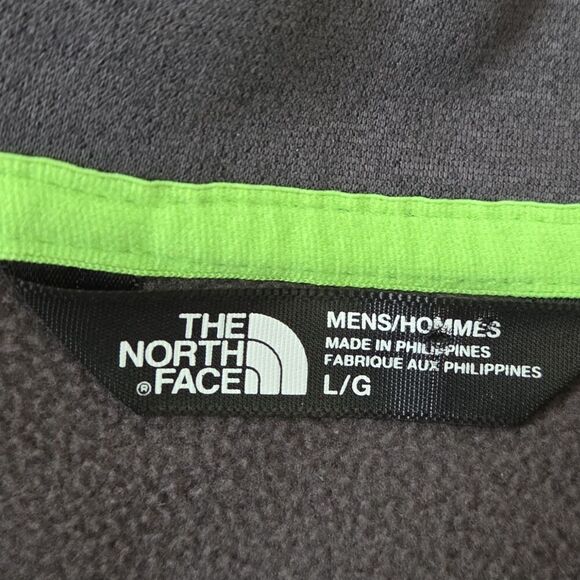 THE
NORTH
® FACE
MENS/HOMMES
MADE IN PHILIPPINES
FABRIQUE AUX PHILIPPINES
L/G